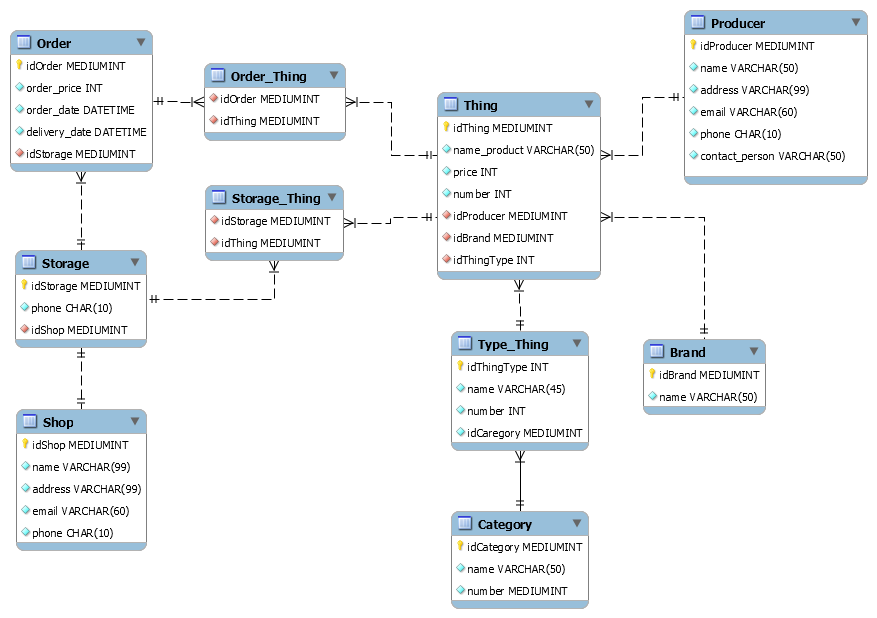 Order
idOrder MEDIUMINT
order_price INT
order_date DATETIME
delivery_date DATETIME
idStorage MEDIUMINT
Order_Thing
idOrder MEDIUMINT
idThing MEDIUMINT
Thing
idThing MEDIUMINT
name_product VARCHAR(50)
price INT
number INT
idProducer MEDIUMINT
idBrand MEDIUMINT
idThingType INT
Producer
idProducer MEDIUMINT
name VARCHAR(50)
address VARCHAR(99)
email VARCHAR(60)
phone CHAR(10)
contact_person VARCHAR(50)
Storage_Thing
idStorage MEDIUMINT
idThing MEDIUMINT
Storage
idStorage MEDIUMINT
phone CHAR(10)
idShop MEDIUMINT
Type_Thing
idThingType INT
name VARCHAR(45)
number INT
idCaregory MEDIUMINT
Brand
idBrand MEDIUMINT
name VARCHAR(50)
Shop
idShop MEDIUMINT
name VARCHAR(99)
address VARCHAR(99)
email VARCHAR(60)
phone CHAR(10)
Category
idCategory MEDIUMINT
name VARCHAR(50)
number MEDIUMINT